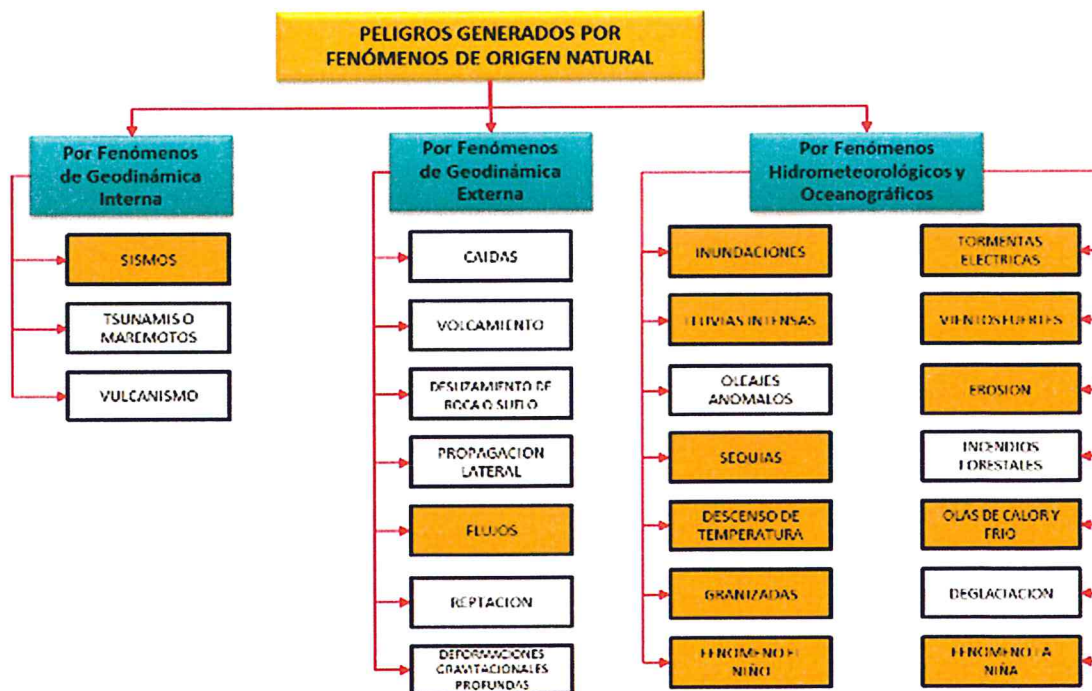 PELIGROS GENERADOS POR
FENÓMENOS DE ORIGEN NATURAL
Por Fenómenos
de Geodinámica
Interna
SISMOS
TSUNAMIS O
MAREMOTOS
VULCANISMO
Por Fenómenos
de Geodinámica
Externa
CAIDAS
VOLCAMIENTO
DESLIZAMIENTO DE
ROCA O SUELO
PROPAGACION
LATERAL
FLUJOS
REPTACION
DEFORMACIONES
GRAVITACIONALES
PROFUNDAS
Por Fenómenos
Hidrometeorológicos y
Oceanográficos
INUNDACIONES
LLUVIAS INTENSAS
OLEAJES
ANOMALOS
SEQUIAS
DESCENSO DE
TEMPERATURA
GRANIZADAS
FENOMENO EL
NIÑO
TORMENTAS
ELECTRICAS
VIENTOS FUERTES
EROSION
INCENDIOS
FORESTALES
OLAS DE CALOR Y
FRIO
DEGLACIACION
FENOMENO LA
NIÑA